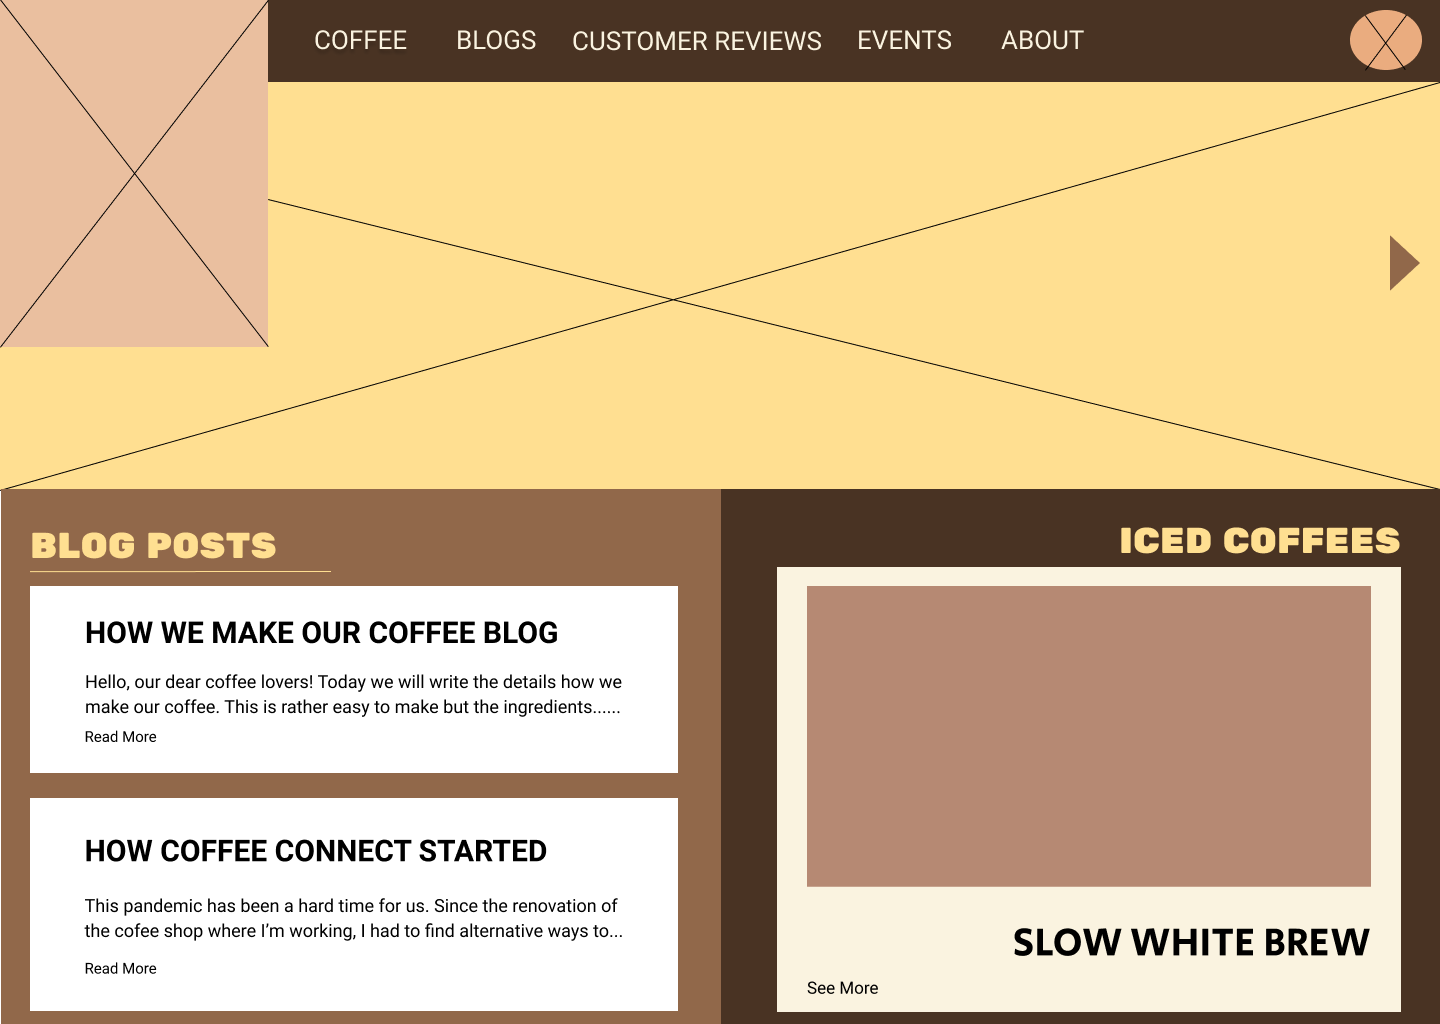 COFFEE BLOGS CUSTOMER REVIEWS EVENTS ABOUT
BLOG POSTS
HOW WE MAKE OUR COFFEE BLOG
Hello, our dear coffee lovers! Today we will write the details how we
make our coffee. This is rather easy to make but the ingredients......
Read More
HOW COFFEE CONNECT STARTED
This pandemic has been a hard time for us. Since the renovation of
the cofee shop where I’m working, I had to find alternative ways to...
Read More
ICED COFFEES
SLOW WHITE BREW
See More